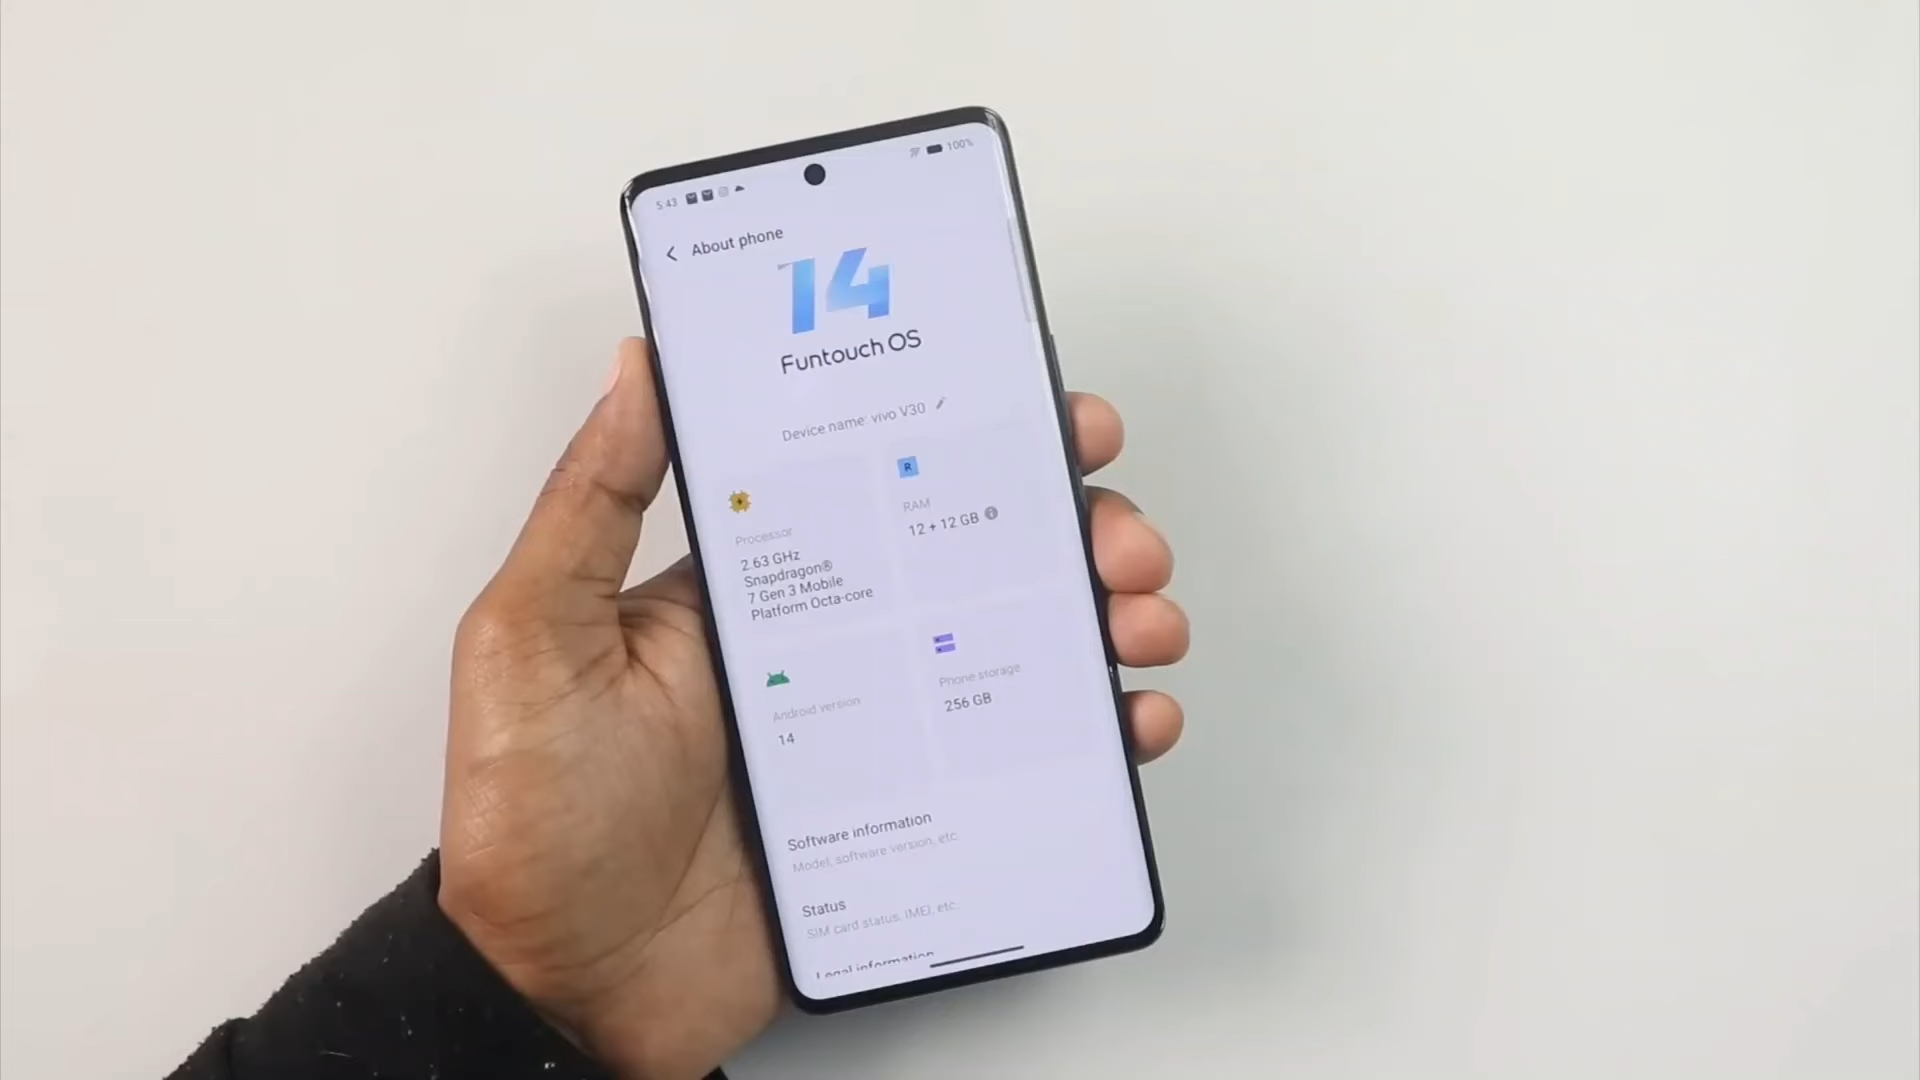 5:43
100%
About phone
14
Funtouch OS
Device name: vivo V30
R
Processor
2.63 GHz
Snapdragon®
7 Gen 3 Mobile
Platform Octa-core
RAM
12 + 12 GB
Android version
14
Phone storage
256 GB
Software information
Model, software version, etc.
Status
SIM card status, IMEI, etc.
Legal information